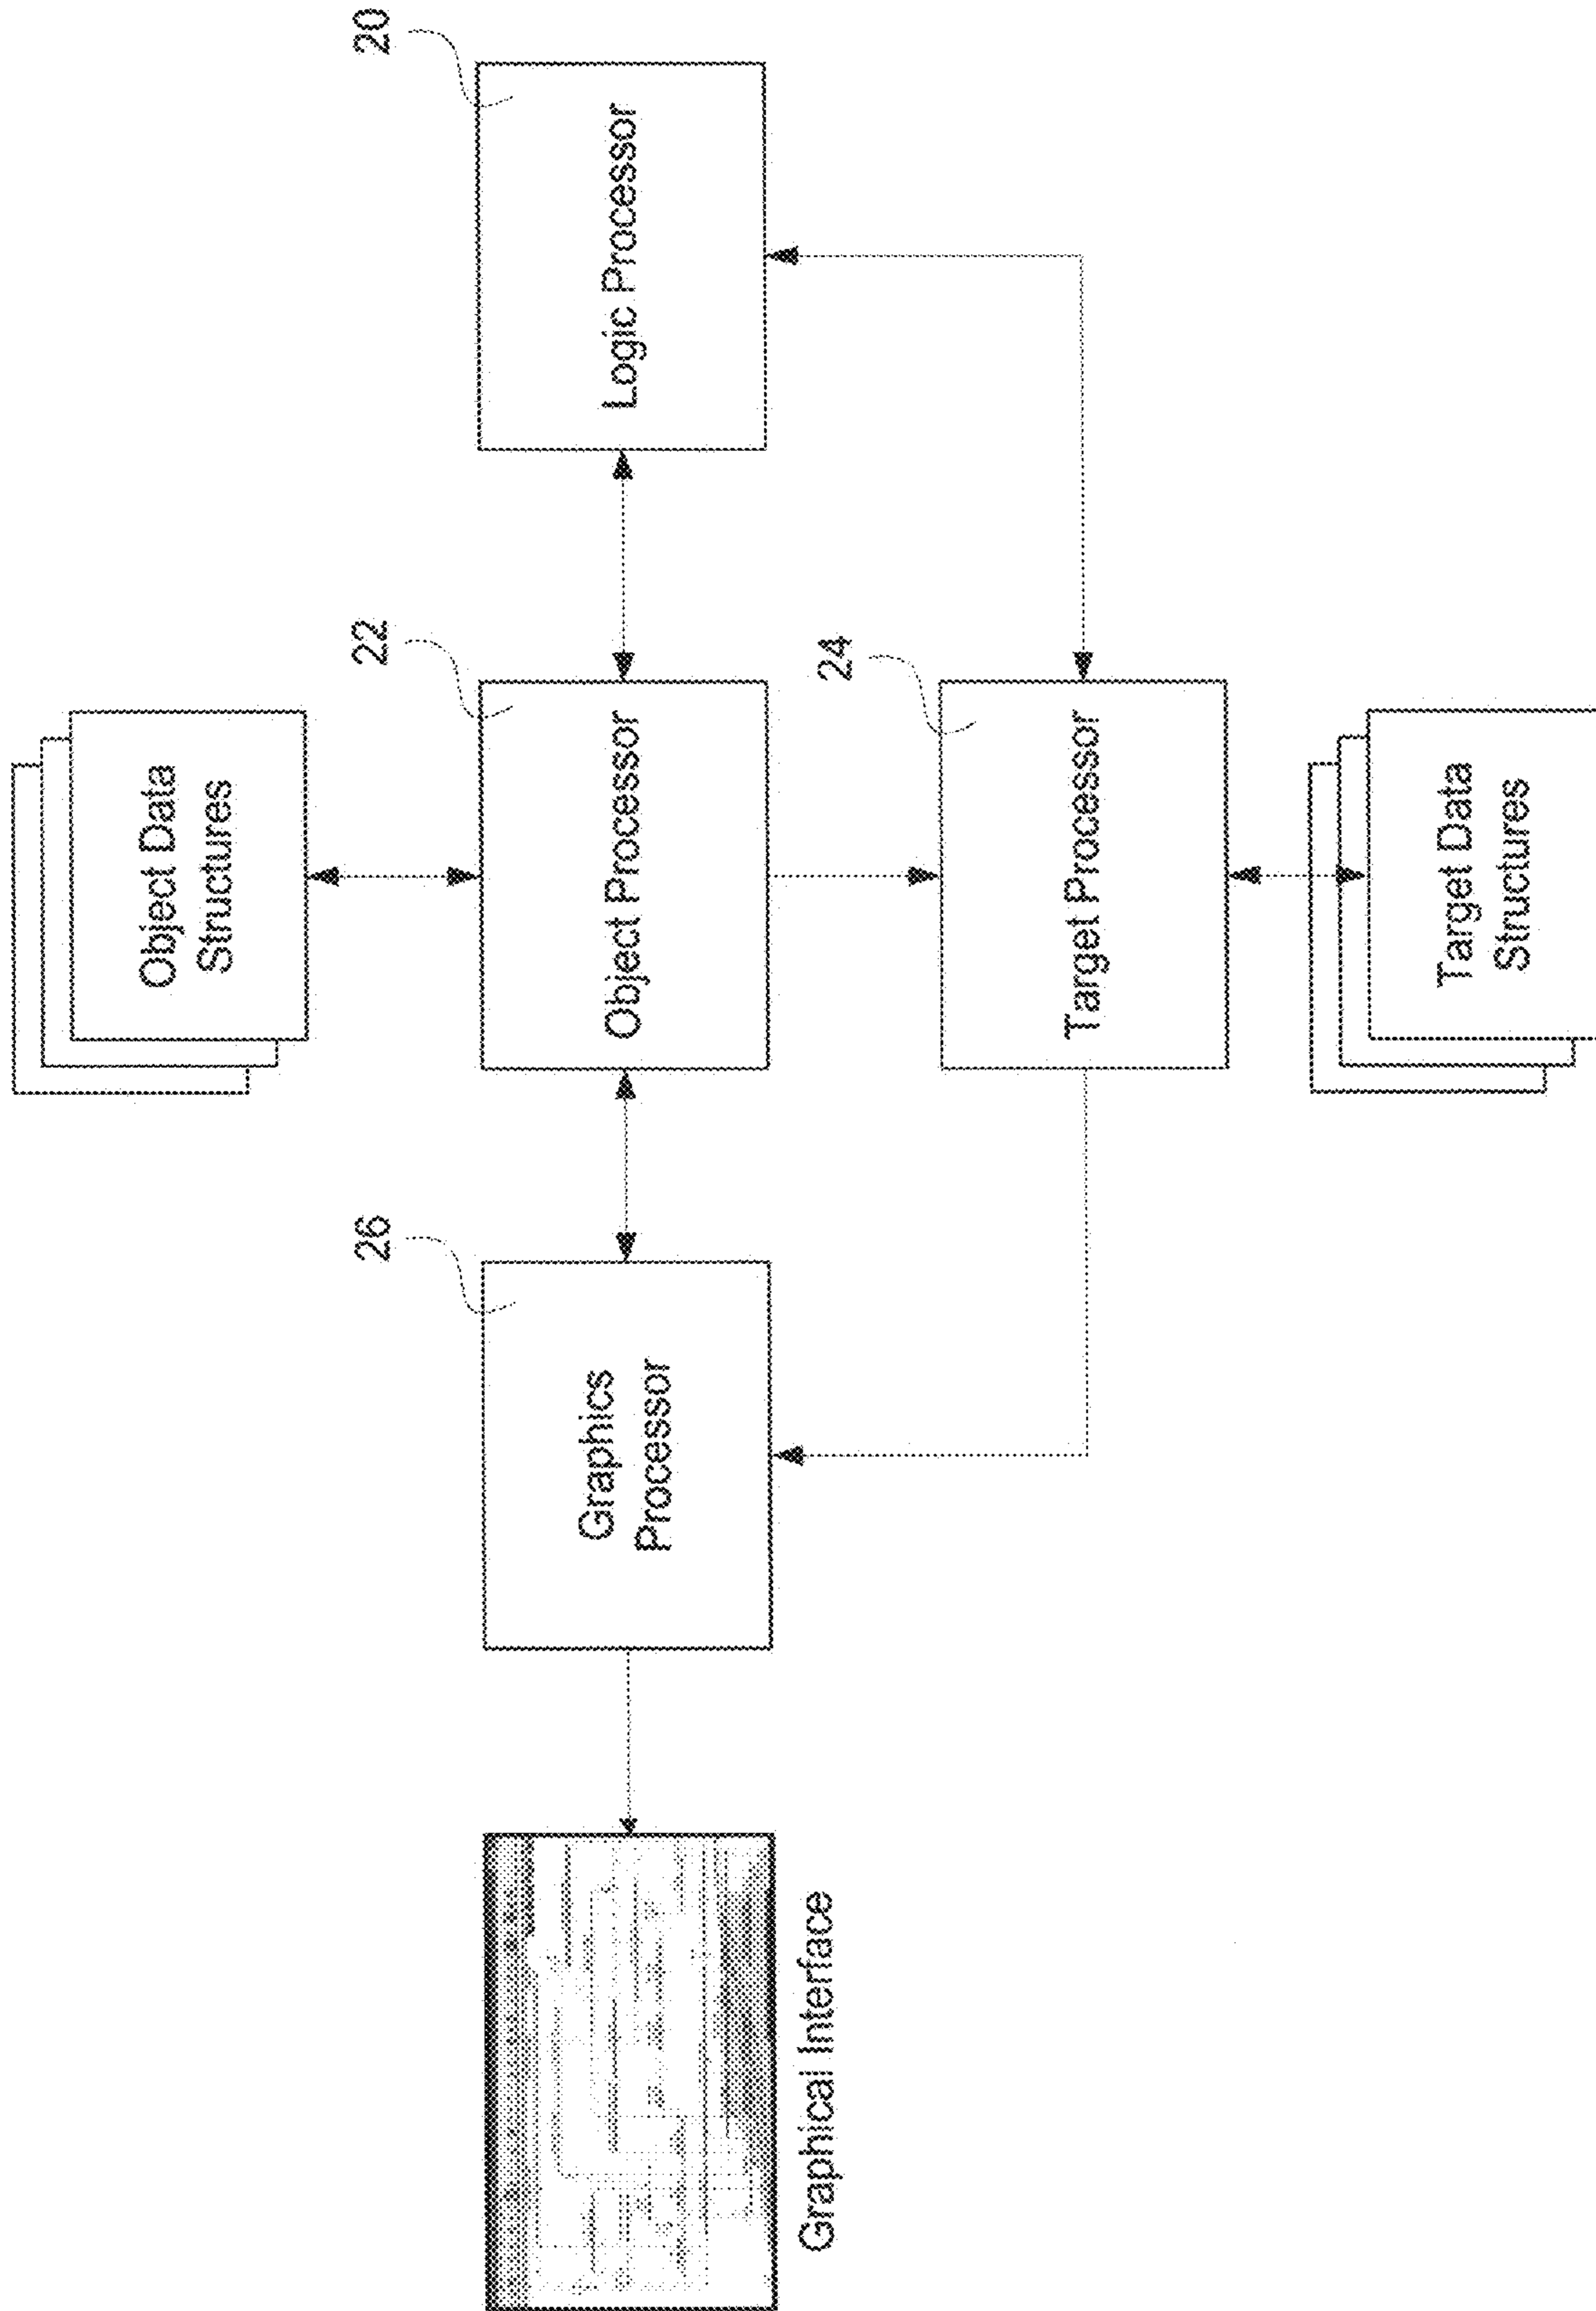 Object Data
Structures
20
22
26
Logic Processor
Object Processor
Graphics
Processor
24
Graphical Interface
Target Processor
Target Data
Structures